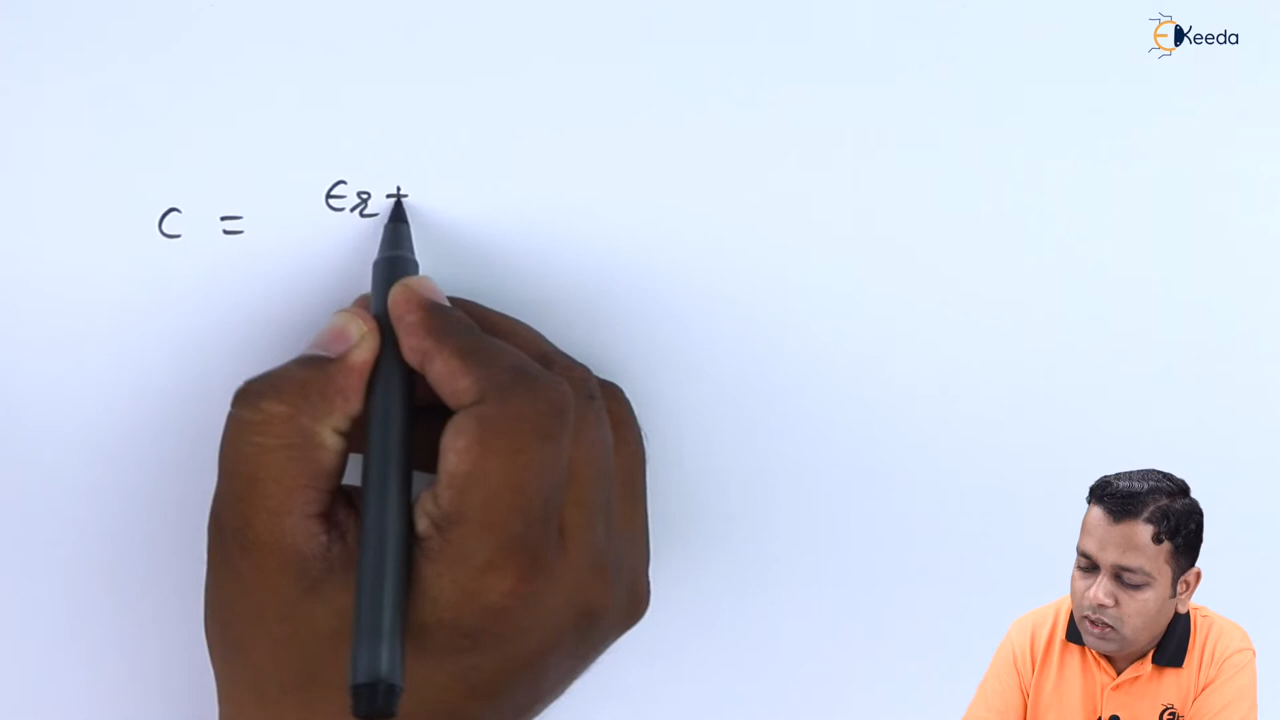 EKeeda
C = ϵr +